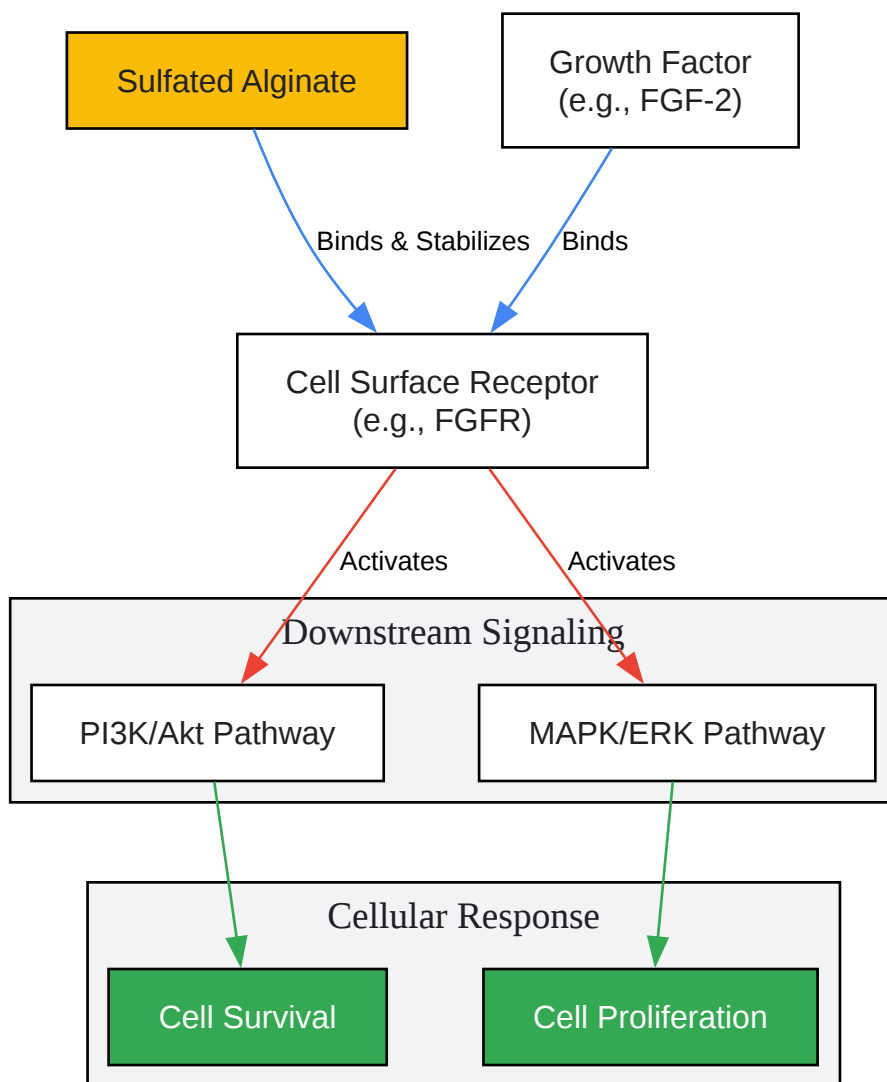 Sulfated Alginate
Growth Factor
(e.g., FGF-2)
Binds & Stabilizes
Binds
Cell Surface Receptor
(e.g., FGFR)
Activates
Activates
Downstream Signaling
PI3K/Akt Pathway
MAPK/ERK Pathway
Cellular Response
Cell Survival
Cell Proliferation